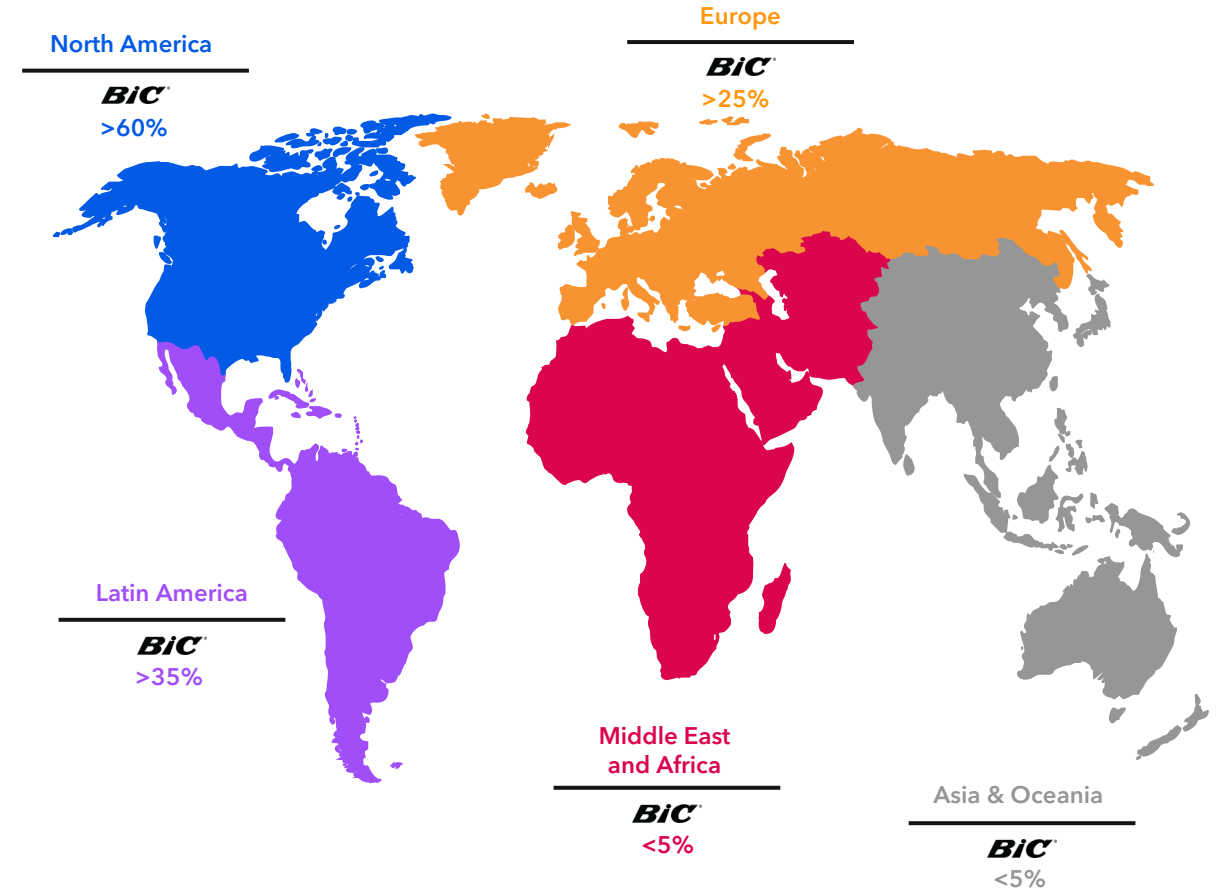 North America
BiC®
>60%
Europe
BiC®
>25%
Latin America
BiC®
>35%
Middle East
and Africa
BiC®
<5%
Asia & Oceania
BiC®
<5%